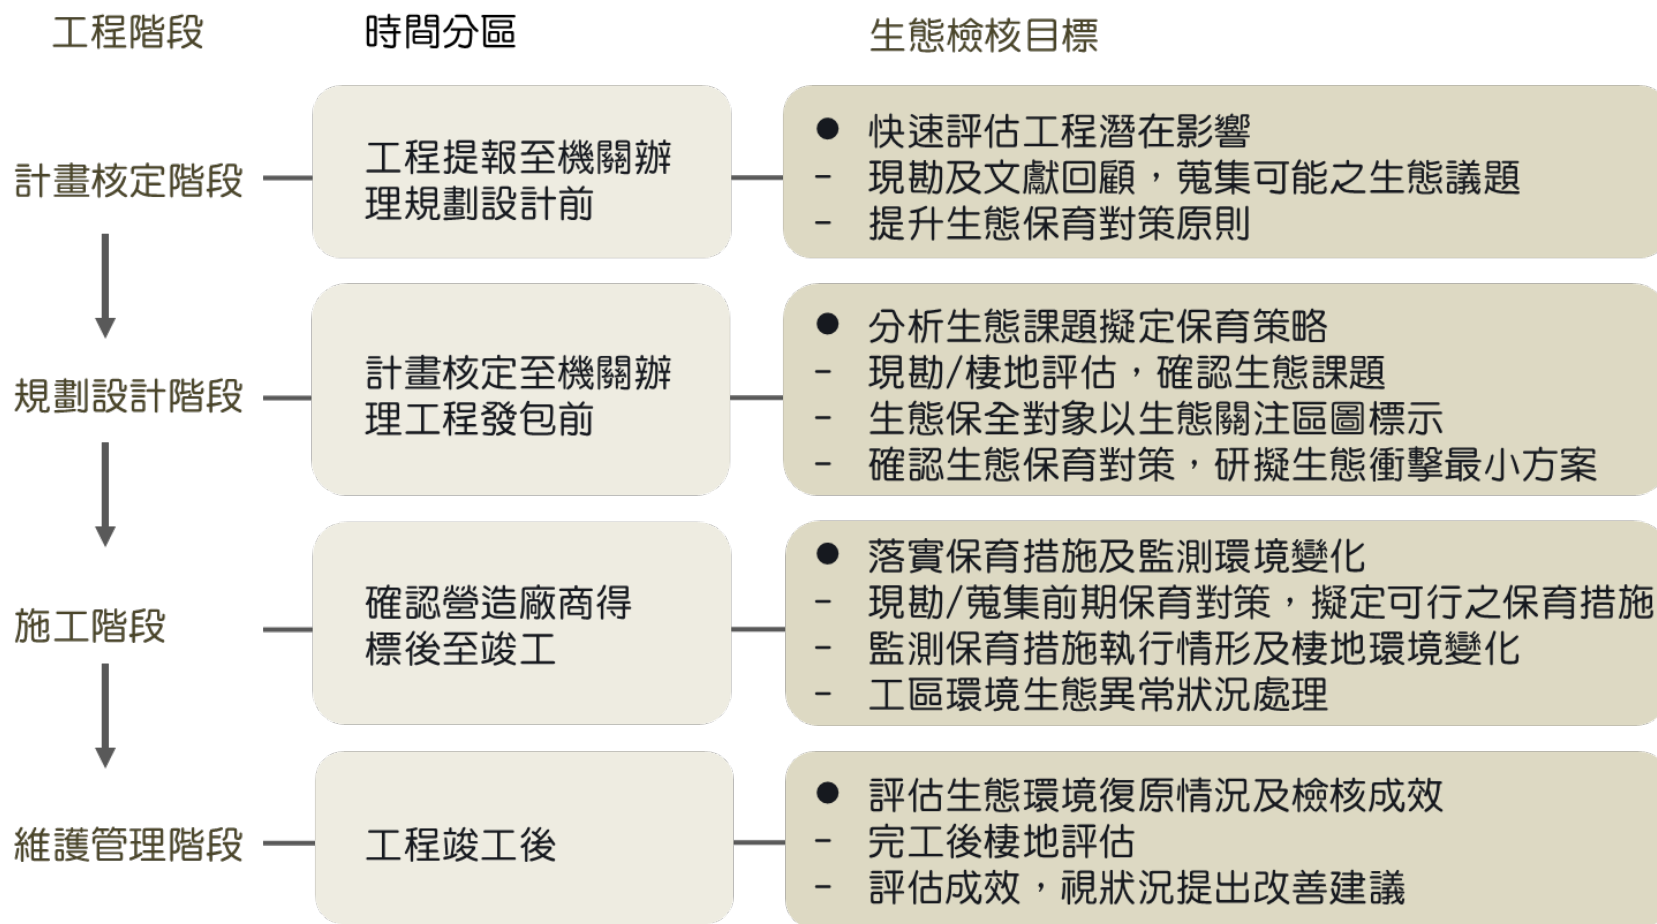 工程階段
時間分區
生態檢核目標
計畫核定階段
工程提報至機關辦
理規劃設計前
● 快速評估工程潛在影響
- 現勘及文獻回顧，蒐集可能之生態議題
- 提升生態保育對策原則
規劃設計階段
計畫核定至機關辦
理工程發包前
● 分析生態課題擬定保育策略
- 現勘/棲地評估，確認生態課題
- 生態保全對象以生態關注區圖標示
- 確認生態保育對策，研擬生態衝擊最小方案
施工階段
確認營造廠商得
標後至竣工
● 落實保育措施及監測環境變化
- 現勘/蒐集前期保育對策，擬定可行之保育措施
- 監測保育措施執行情形及棲地環境變化
- 工區環境生態異常狀況處理
維護管理階段
工程竣工後
● 評估生態環境復原情況及檢核成效
- 完工後棲地評估
- 評估成效，視狀況提出改善建議